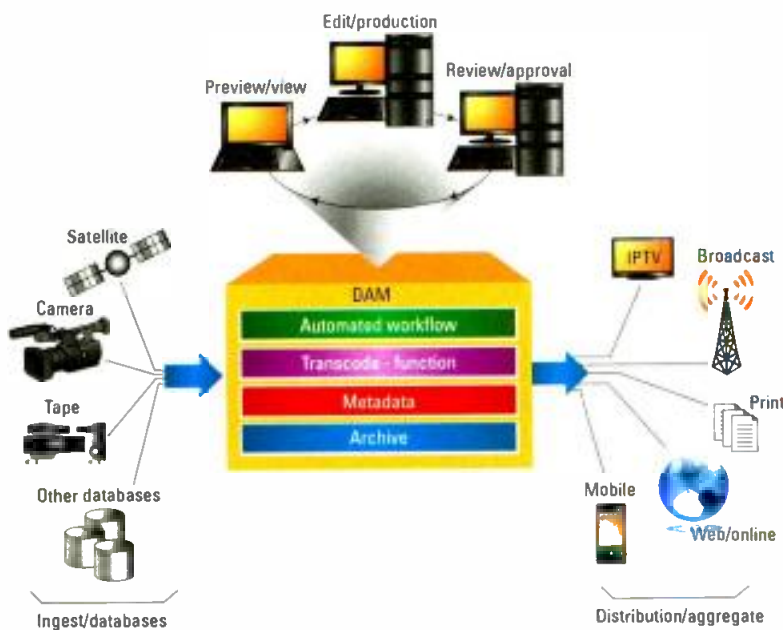 Edit/production
Review/approval
Preview/view
Satellite
Camera
Tape
Other databases
Ingest/databases
DAM
Automated workflow
Transcode - function
Metadata
Archive
IPTV
Broadcast
Print
Mobile
Web/online
Distribution/aggregate